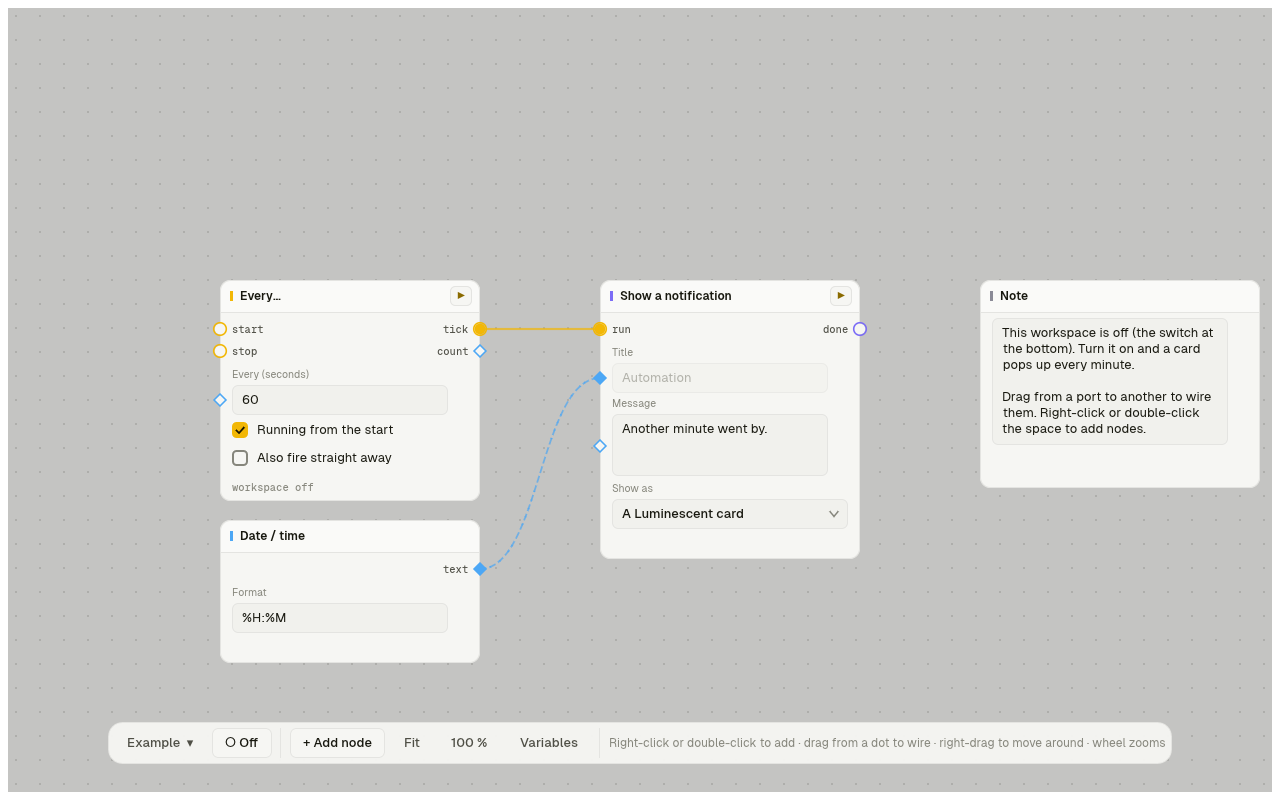 Every...
start
tick
stop
count
Every (seconds)
60
Running from the start
Also fire straight away
workspace off
Date / time
text
Format
%H:%M
Show a notification
run
done
Title
Automation
Message
Another minute went by.
Show as
A Luminescent card
Note
This workspace is off (the switch at
the bottom). Turn it on and a card
pops up every minute.
Drag from a port to another to wire
them. Right-click or double-click
the space to add nodes.
Example
Off
+ Add node
Fit
100 %
Variables
Right-click or double-click to add · drag from a dot to wire · right-drag to move around · wheel zooms